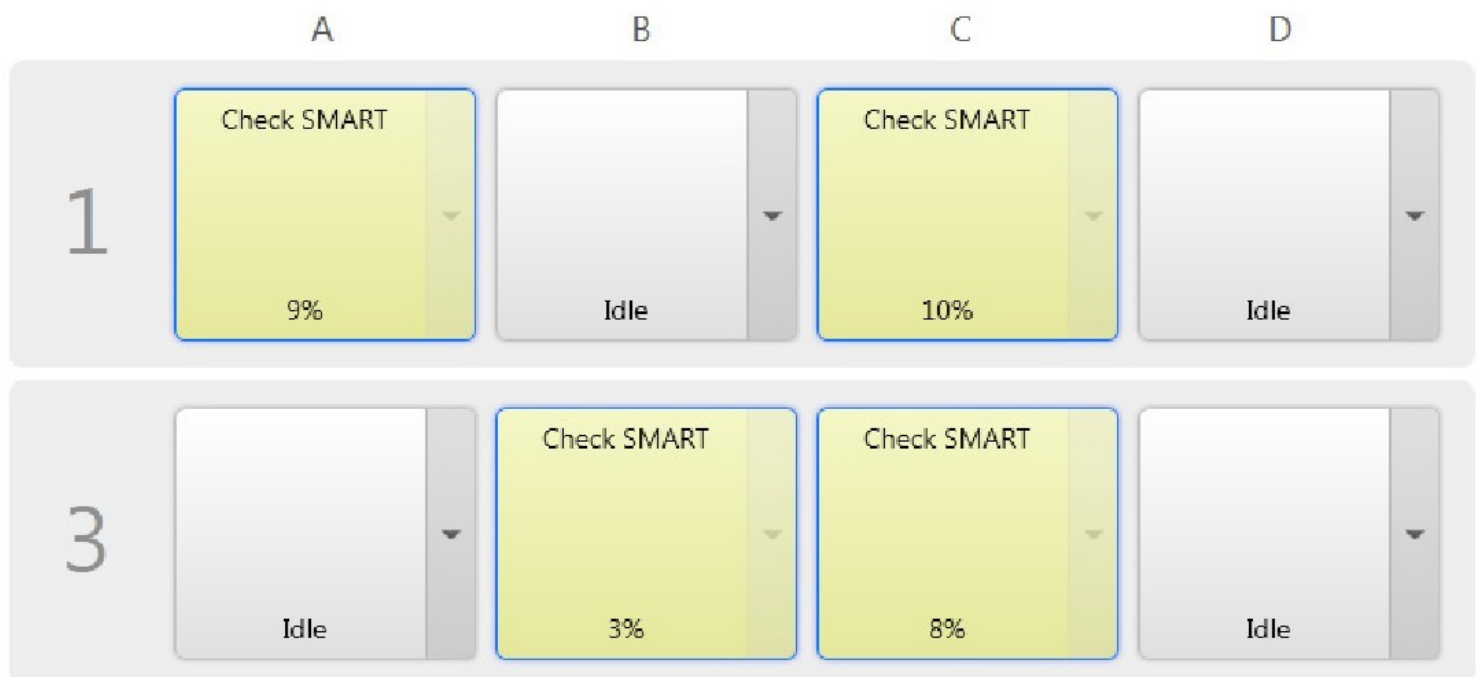 A B C D
1
Check SMART Check SMART
9% Idle 10% Idle
3
Check SMART Check SMART
Idle 3% 8% Idle